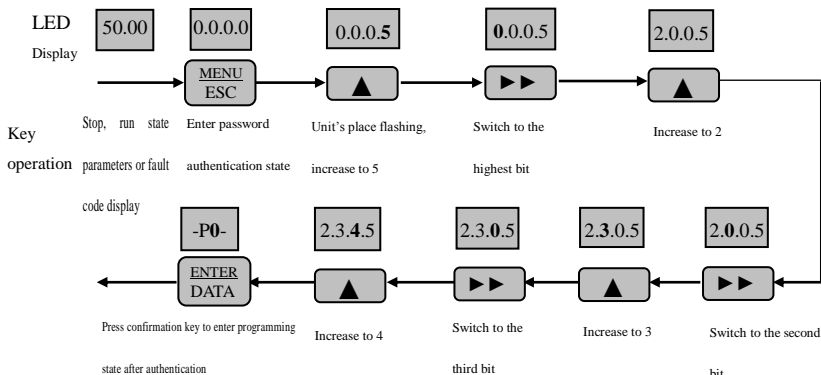 LED
Display
50.00
0.0.0.0
0.0.0.5
0.0.0.5
2.0.0.5
MENU
ESC
▲
►►
▲
Key
operation
Stop, run state
parameters or fault
code display
Enter password
authentication state
Unit's place flashing,
increase to 5
Switch to the
highest bit
Increase to 2
-P0-
2.3.4.5
2.3.0.5
2.3.0.5
2.0.0.5
ENTER
DATA
▲
►►
▲
►►
Press confirmation key to enter programming
state after authentication
Increase to 4
Switch to the
third bit
Increase to 3
Switch to the second
bit